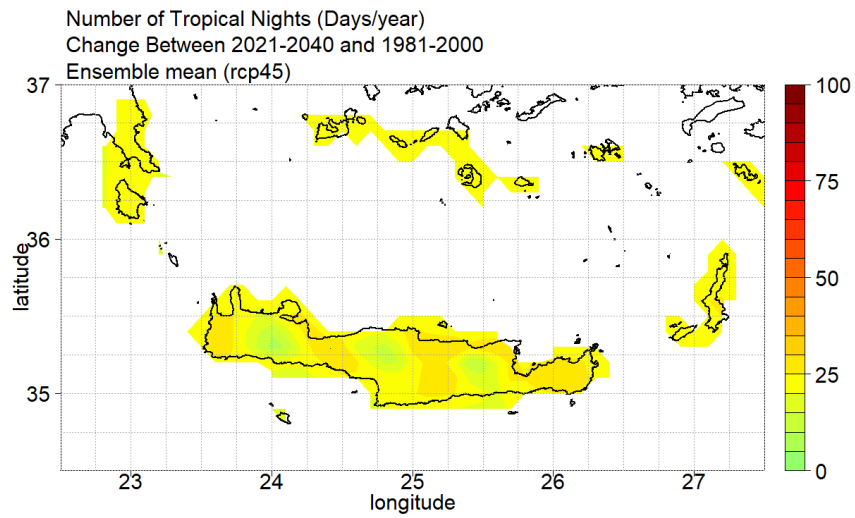 Number of Tropical Nights (Days/year)
Change Between 2021-2040 and 1981-2000
Ensemble mean (rcp45)
37
36
35
latitude
23
24
25
26
27
longitude
100
75
50
25
0